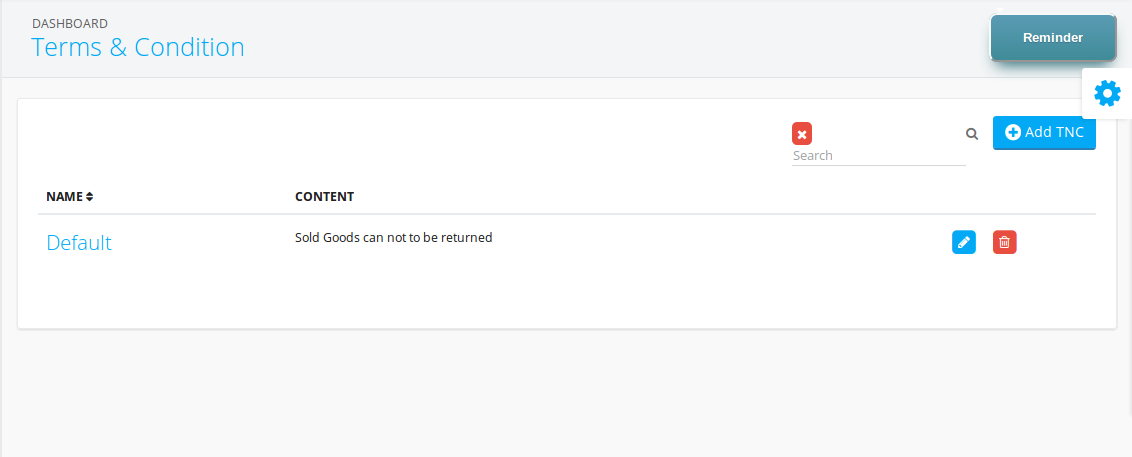 DASHBOARD
Terms & Condition
Reminder
Search
Add TNC
NAME
CONTENT
Default
Sold Goods can not to be returned